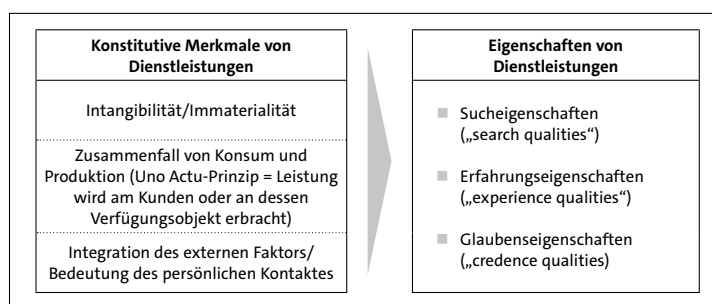 Konstitutive Merkmale von
Dienstleistungen
Intangibilität/Immaterialität
Zusammenfall von Konsum und
Produktion (Uno Actu-Prinzip = Leistung
wird am Kunden oder an dessen
Verfügungsobjekt erbracht)
Integration des externen Faktors/
Bedeutung des persönlichen Kontaktes
Eigenschaften von
Dienstleistungen
Sucheigenschaften
(„search qualities“)
Erfahrungseigenschaften
(„experience qualities“)
Glaubenseigenschaften
(„credence qualities)